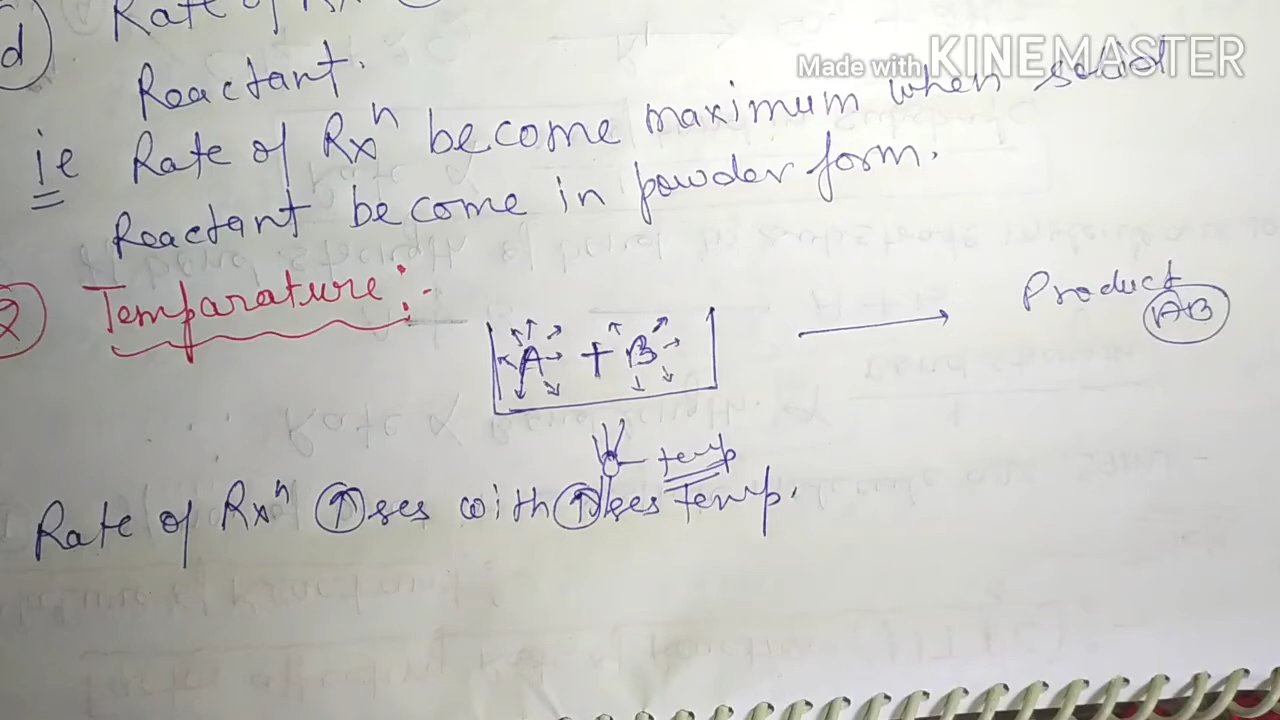 d) Rate of Rxⁿ
Made with KINEMASTER
Reactant.
ie Rate of Rxⁿ become maximum when solid
Reactant become in powder form.
2) Temparature:-
A + B → Product
AB
temp
Rate of Rxⁿ ↑ses with ↑ses Temp.